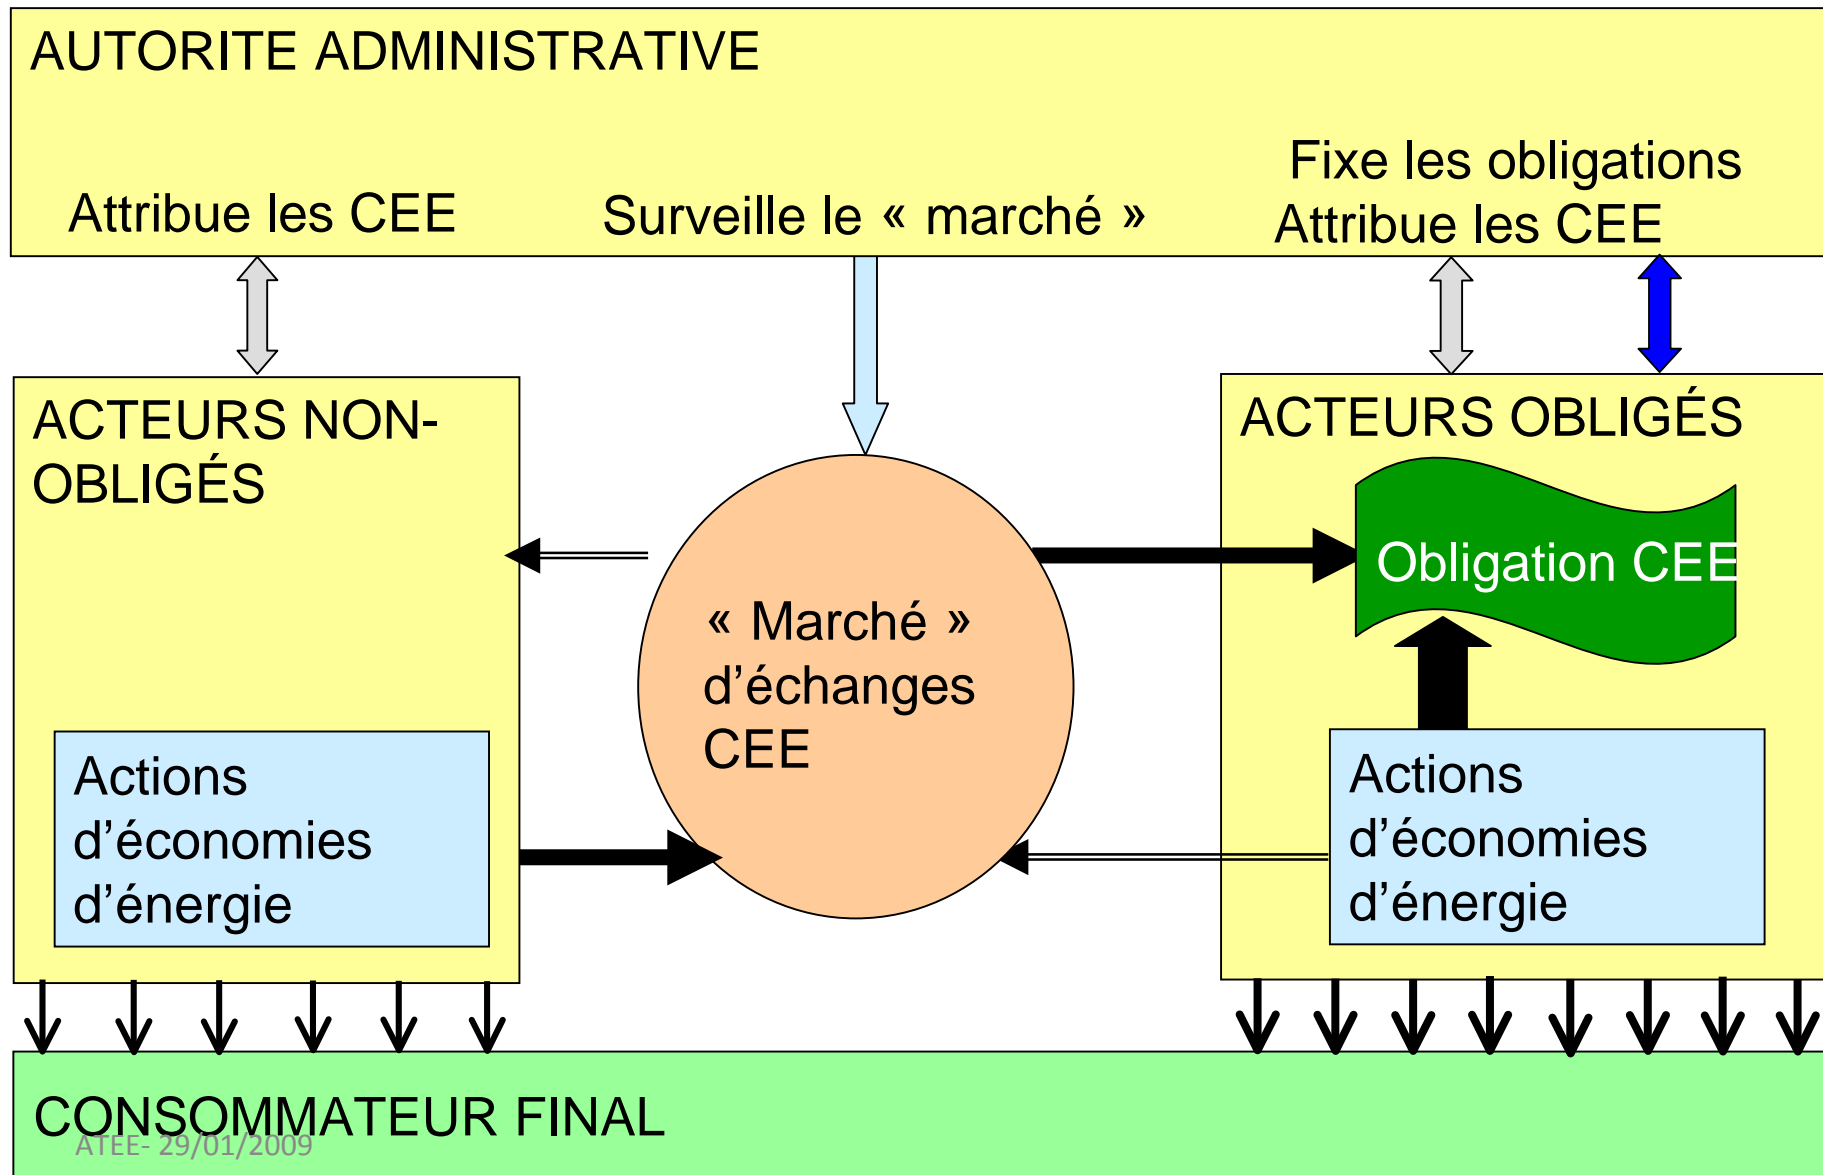 AUTORITE ADMINISTRATIVE
Attribue les CEE
Surveille le « marché »
Fixe les obligations
Attribue les CEE
ACTEURS NON-
OBLIGÉS
ACTEURS OBLIGÉS
Obligation CEE
« Marché »
d’échanges
CEE
Actions
d’économies
d’énergie
Actions
d’économies
d’énergie
CONSOMMATEUR FINAL
ATEE- 29/01/2009